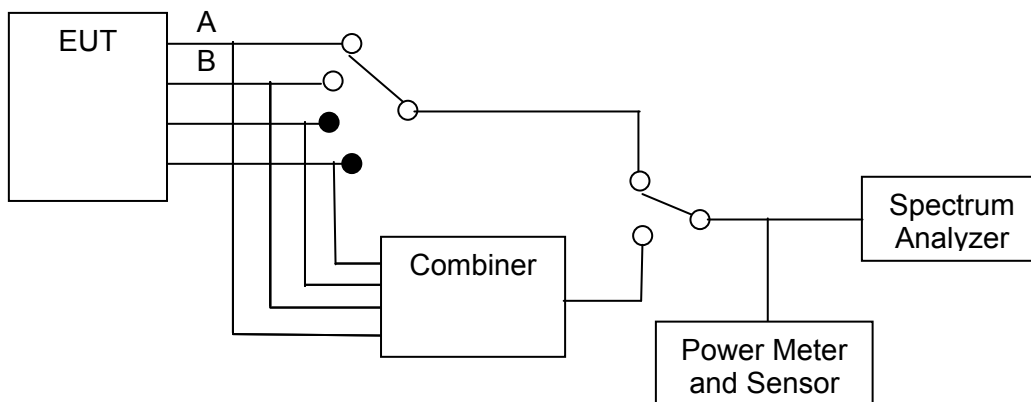 EUT
A
B
Combiner
Spectrum
Analyzer
Power Meter
and Sensor